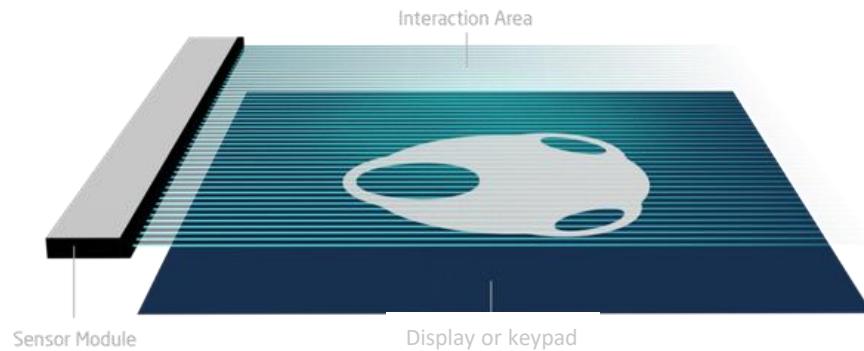 Interaction Area
Sensor Module
Display or keypad